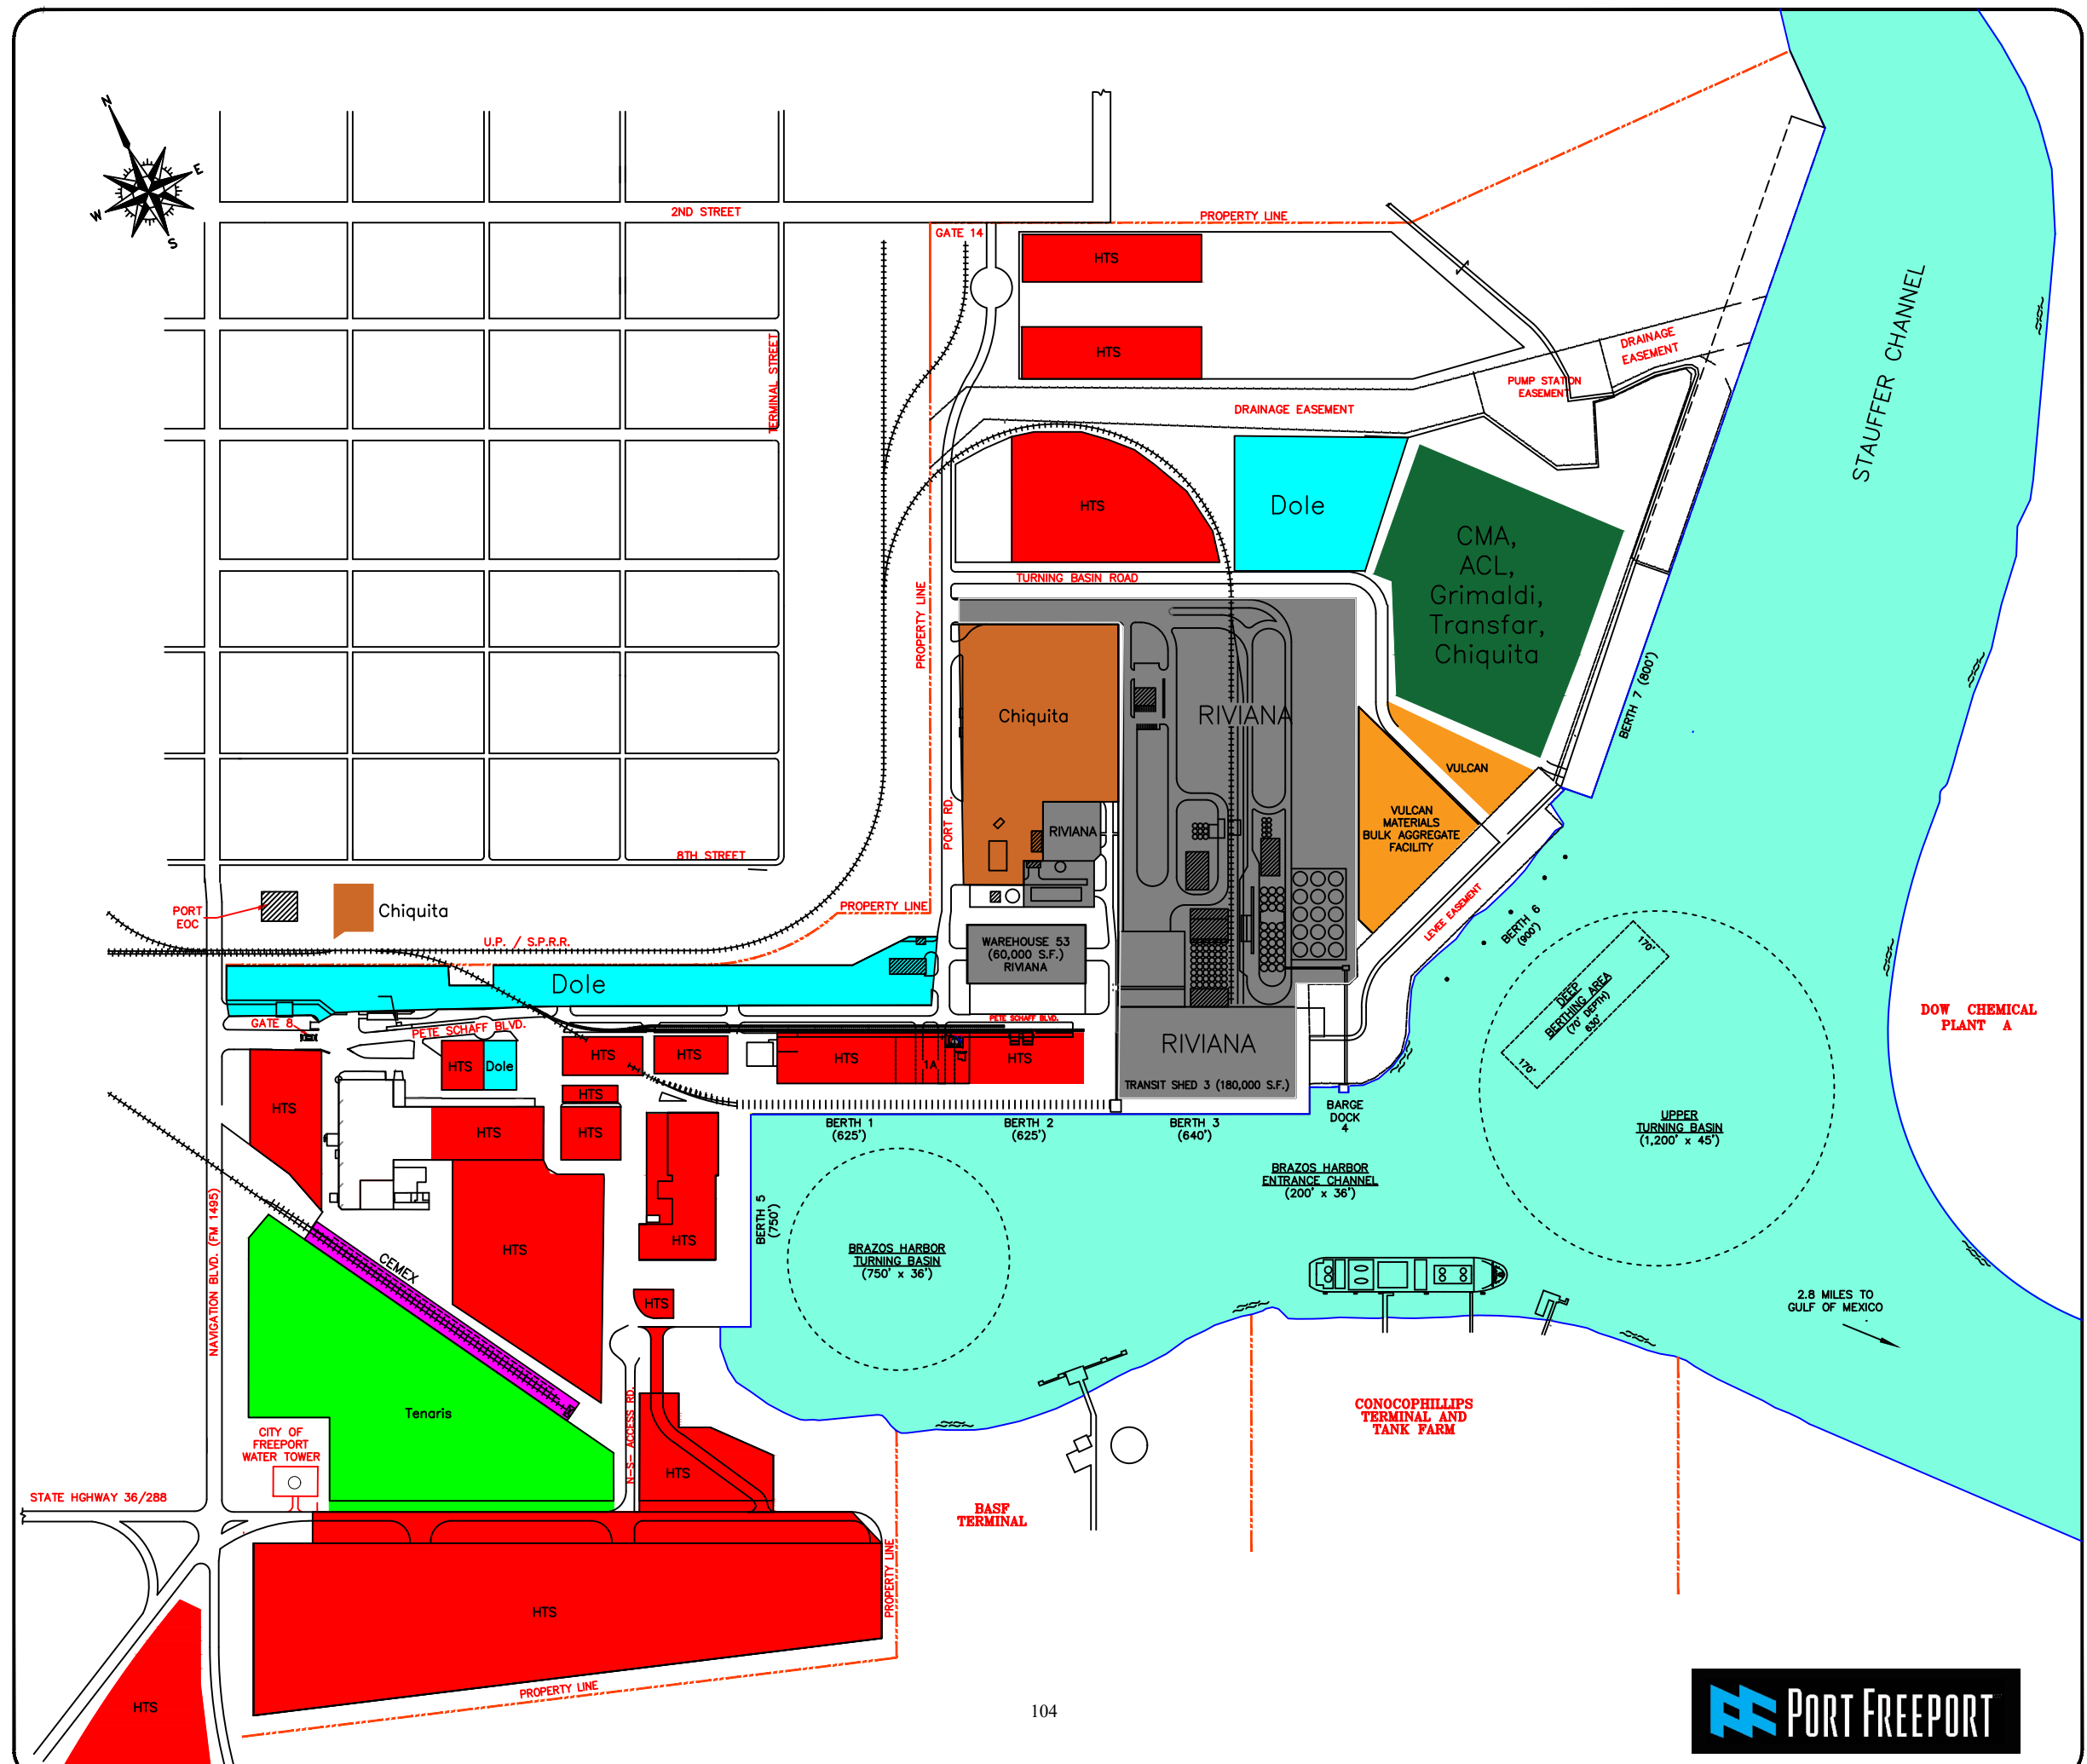 N
E
W
S
2ND STREET
PROPERTY LINE
GATE 14
HTS
HTS
STAUFFER CHANNEL
DRAINAGE
EASEMENT
TERMINAL STREET
PUMP STATION
EASEMENT
DRAINAGE EASEMENT
HTS
Dole
CMA,
ACL,
Grimaldi,
Transfar,
Chiquita
TURNING BASIN ROAD
PROPERTY LINE
BERTH 7 (800')
Chiquita
RIVIANA
VULCAN
PORT RD.
RIVIANA
VULCAN
MATERIALS
BULK AGGREGATE
FACILITY
8TH STREET
PORT
EOC
Chiquita
PROPERTY LINE
LEVEE EASEMENT
BERTH 6
(900')
U.P. / S.P.R.R.
WAREHOUSE 53
(60,000 S.F.)
RIVIANA
170'
DEEP
BERTHING AREA
(70' DEPTH)
630'
170'
Dole
GATE 8
PETE SCHAFF BLVD.
PETE SCHAFF BLVD.
DOW CHEMICAL
PLANT A
HTS
Dole
HTS
HTS
HTS
1A
HTS
RIVIANA
TRANSIT SHED 3 (180,000 S.F.)
HTS
HTS
HTS
HTS
BERTH 1
(625')
BERTH 2
(625')
BERTH 3
(640')
BARGE
DOCK
4
UPPER
TURNING BASIN
(1,200' x 45')
BRAZOS HARBOR
ENTRANCE CHANNEL
(200' x 36')
BERTH 5
(750')
NAVIGATION BLVD. (FM 1495)
CEMEX
HTS
HTS
BRAZOS HARBOR
TURNING BASIN
(750' x 36')
HTS
2.8 MILES TO
GULF OF MEXICO
Tenaris
N-S- ACCESS RD.
CONOCOPHILLIPS
TERMINAL AND
TANK FARM
CITY OF
FREEPORT
WATER TOWER
HTS
STATE HGHWAY 36/288
BASF
TERMINAL
PROPERTY LINE
HTS
PROPERTY LINE
HTS
104
PORT FREEPORT